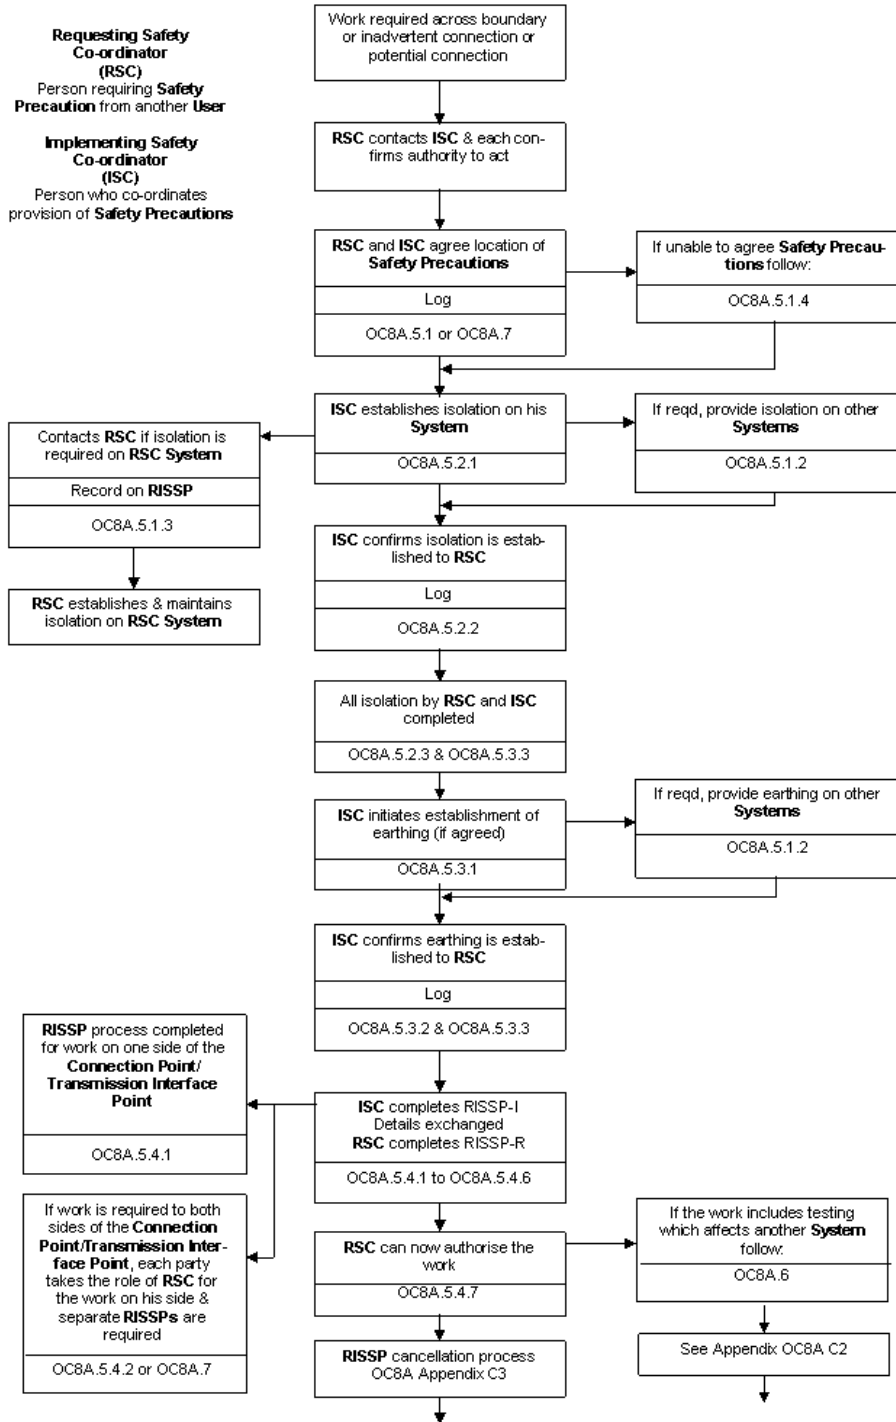 Requesting Safety
Co-ordinator
(RSC)
Person requiring Safety
Precaution from another User
Implementing Safety
Co-ordinator
(ISC)
Person who co-ordinates
provision of Safety Precautions
Work required across boundary
or inadvertent connection or
potential connection
RSC contacts ISC & each con-
firms authority to act
RSC and ISC agree location of
Safety Precautions
Log
OC8A.5.1 or OC8A.7
If unable to agree Safety Precau-
tions follow:
OC8A.5.1.4
ISC establishes isolation on his
System
OC8A.5.2.1
If reqd, provide isolation on other
Systems
OC8A.5.1.2
Contacts RSC if isolation is
required on RSC System
Record on RISSP
OC8A.5.1.3
RSC establishes & maintains
isolation on RSC System
ISC confirms isolation is estab-
lished to RSC
Log
OC8A.5.2.2
All isolation by RSC and ISC
completed
OC8A.5.2.3 & OC8A.5.3.3
ISC initiates establishment of
earthing (if agreed)
OC8A.5.3.1
If reqd, provide earthing on other
Systems
OC8A.5.1.2
ISC confirms earthing is estab-
lished to RSC
Log
OC8A.5.3.2 & OC8A.5.3.3
RISSP process completed
for work on one side of the
Connection Point/
Transmission Interface
Point
OC8A.5.4.1
ISC completes RISSP-I
Details exchanged
RSC completes RISSP-R
OC8A.5.4.1 to OC8A.5.4.6
If work is required to both
sides of the Connection
Point/Transmission Inter-
face Point, each party
takes the role of RSC for
the work on his side &
separate RISSPs are
required
OC8A.5.4.2 or OC8A.7
RSC can now authorise the
work
OC8A.5.4.7
If the work includes testing
which affects another System
follow:
OC8A.6
RISSP cancellation process
OC8A Appendix C3
See Appendix OC8A C2